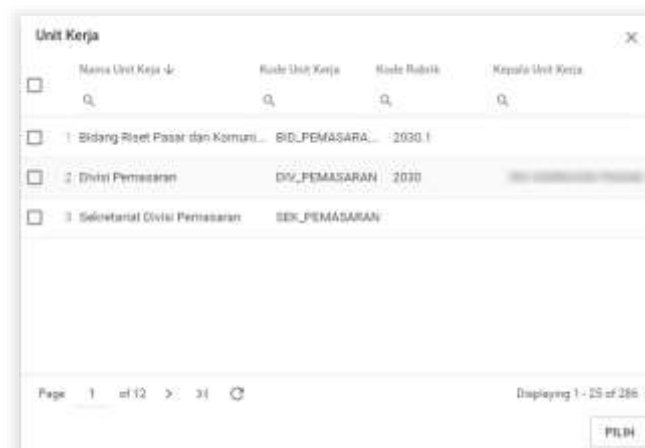 Unit Kerja
Nama Unit Keja Kode Unit Kerja Kode Rubrik Kepala Unit Kerja
1 Bidang Riset Pasar dan Komuni... BID_PEMASARA... 2030.1
2 Divisi Pemasaran DIV_PEMASARAN 2030
3 Sekretariat Divisi Pemasaran SEK_PEMASARAN
Page 1 of 12 Displaying 1 - 25 of 286
PILIH